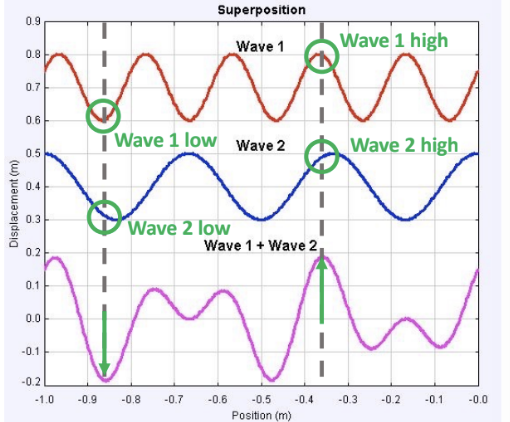 Superposition
0.9
0.8
0.7
0.6
0.5
0.4
0.3
0.2
0.1
0.0
-0.1
-0.2
Displacement (m)
Wave 1
Wave 1 high
Wave 1 low
Wave 2
Wave 2 high
Wave 2 low
Wave 1 + Wave 2
-1.0 -0.9 -0.8 -0.7 -0.6 -0.5 -0.4 -0.3 -0.2 -0.1 -0.0
Position (m)